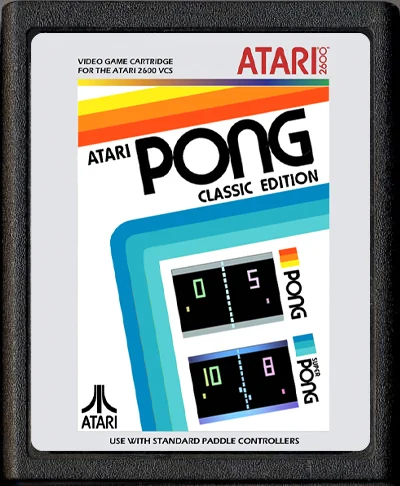 VIDEO GAME CARTRIDGE
FOR THE ATARI 2600 VCS
ATARI 2600
ATARI PONG
CLASSIC EDITION
0 5
PONG
10 9
SUPER PONG
ATARI
USE WITH STANDARD PADDLE CONTROLLERS